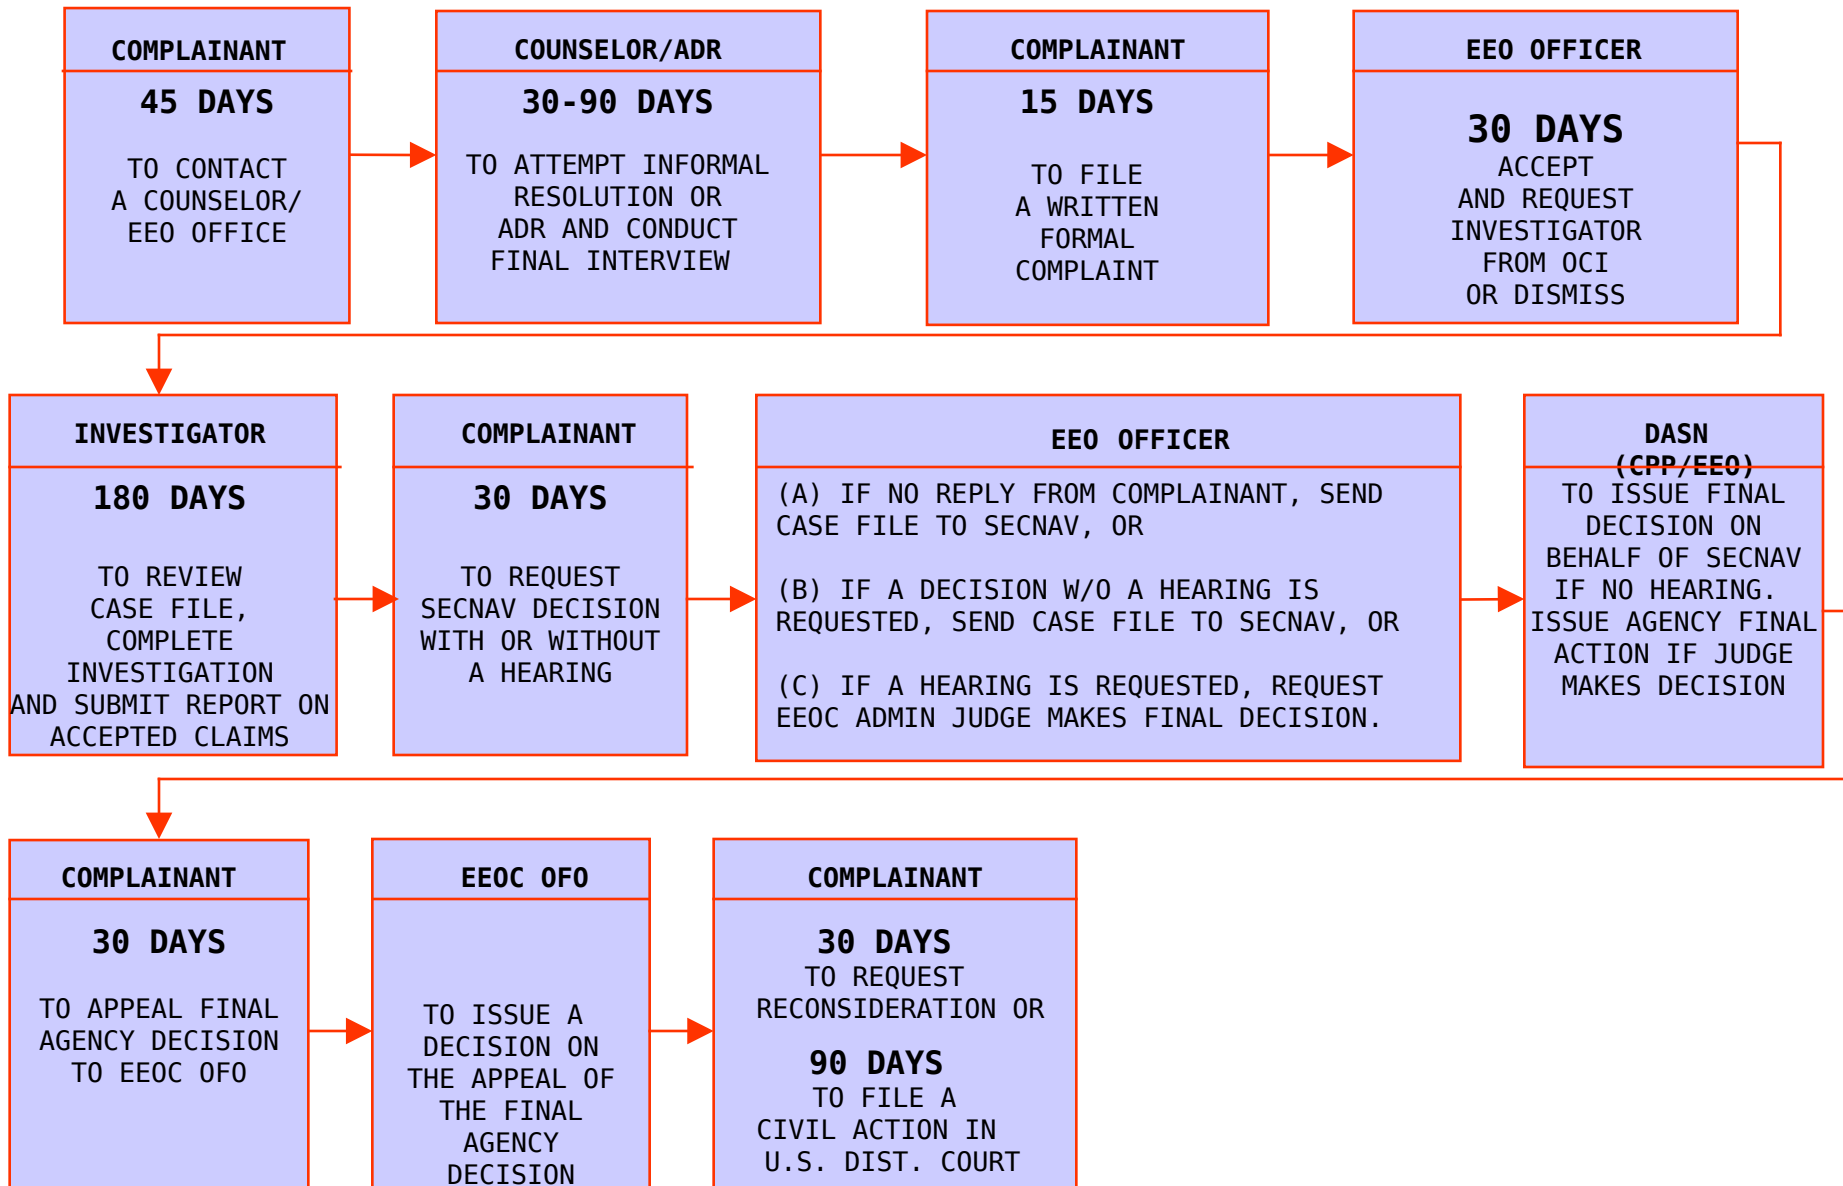 COMPLAINANT
45 DAYS
TO CONTACT
A COUNSELOR/
EEO OFFICE
COUNSELOR/ADR
30-90 DAYS
TO ATTEMPT INFORMAL
RESOLUTION OR
ADR AND CONDUCT
FINAL INTERVIEW
COMPLAINANT
15 DAYS
TO FILE
A WRITTEN
FORMAL
COMPLAINT
EEO OFFICER
30 DAYS
ACCEPT
AND REQUEST
INVESTIGATOR
FROM OCI
OR DISMISS
INVESTIGATOR
180 DAYS
TO REVIEW
CASE FILE,
COMPLETE
INVESTIGATION
AND SUBMIT REPORT ON
ACCEPTED CLAIMS
COMPLAINANT
30 DAYS
TO REQUEST
SECNAV DECISION
WITH OR WITHOUT
A HEARING
EEO OFFICER
(A) IF NO REPLY FROM COMPLAINANT, SEND
CASE FILE TO SECNAV, OR
(B) IF A DECISION W/O A HEARING IS
REQUESTED, SEND CASE FILE TO SECNAV, OR
(C) IF A HEARING IS REQUESTED, REQUEST
EEOC ADMIN JUDGE MAKES FINAL DECISION.
DASN
(CPP/EEO)
TO ISSUE FINAL
DECISION ON
BEHALF OF SECNAV
IF NO HEARING.
ISSUE AGENCY FINAL
ACTION IF JUDGE
MAKES DECISION
COMPLAINANT
30 DAYS
TO APPEAL FINAL
AGENCY DECISION
TO EEOC OFO
EEOC OFO
TO ISSUE A
DECISION ON
THE APPEAL OF
THE FINAL
AGENCY
DECISION
COMPLAINANT
30 DAYS
TO REQUEST
RECONSIDERATION OR
90 DAYS
TO FILE A
CIVIL ACTION IN
U.S. DIST. COURT